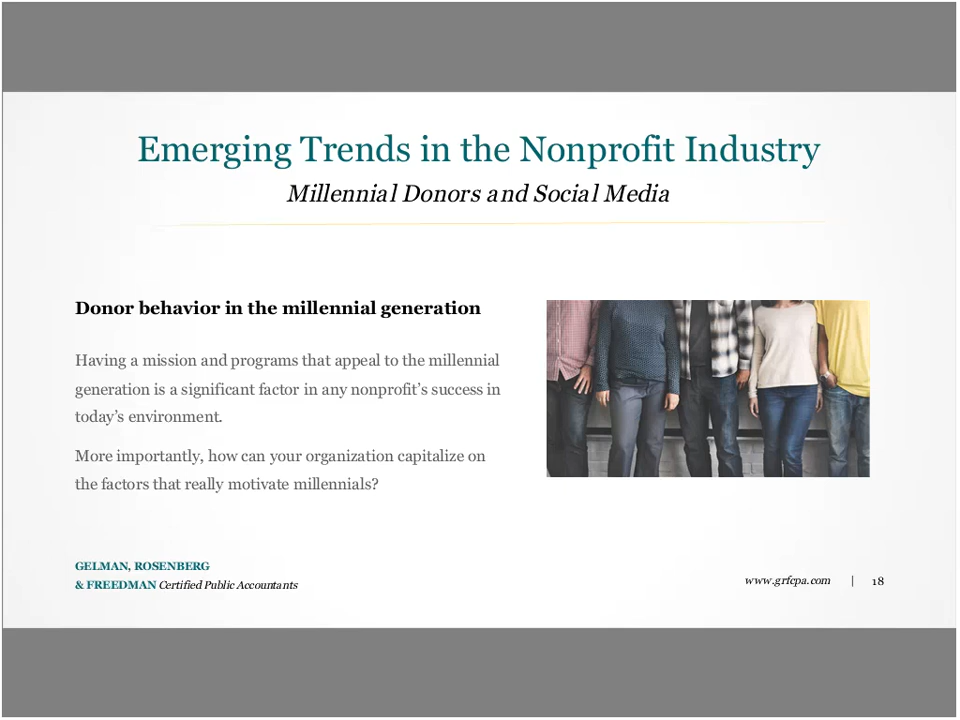 Emerging Trends in the Nonprofit Industry
Millennial Donors and Social Media
Donor behavior in the millennial generation
Having a mission and programs that appeal to the millennial
generation is a significant factor in any nonprofit’s success in
today’s environment.
More importantly, how can your organization capitalize on
the factors that really motivate millennials?
GELMAN, ROSENBERG
& FREEDMAN Certified Public Accountants
www.grfcpa.com | 18